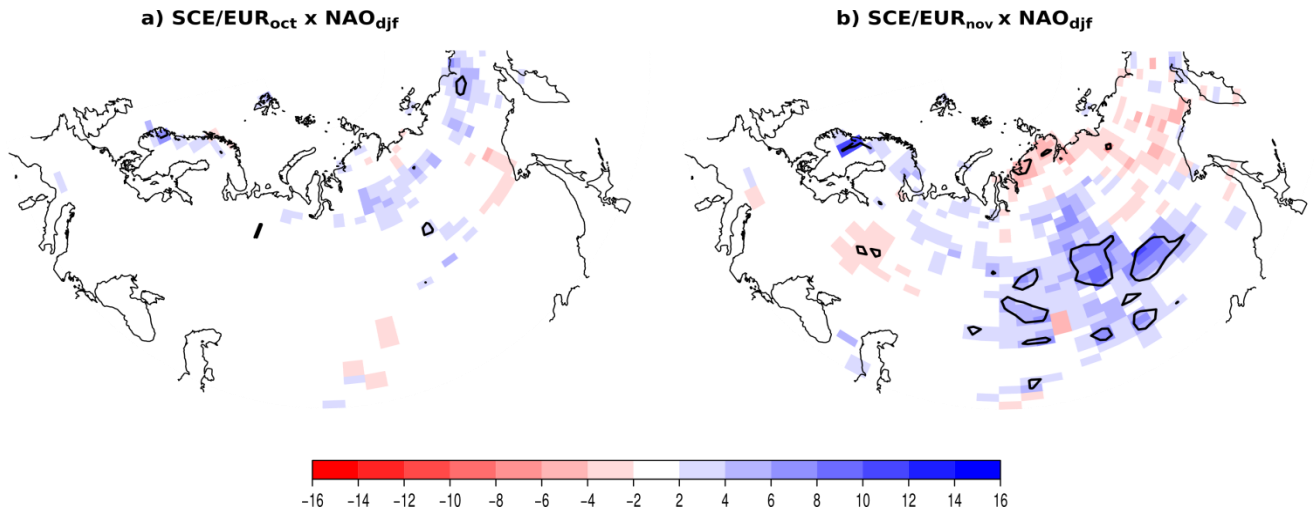 a) SCE/EURoct x NAOdjf
b) SCE/EURnov x NAOdjf
−16 −14 −12 −10 −8 −6 −4 −2 2 4 6 8 10 12 14 16